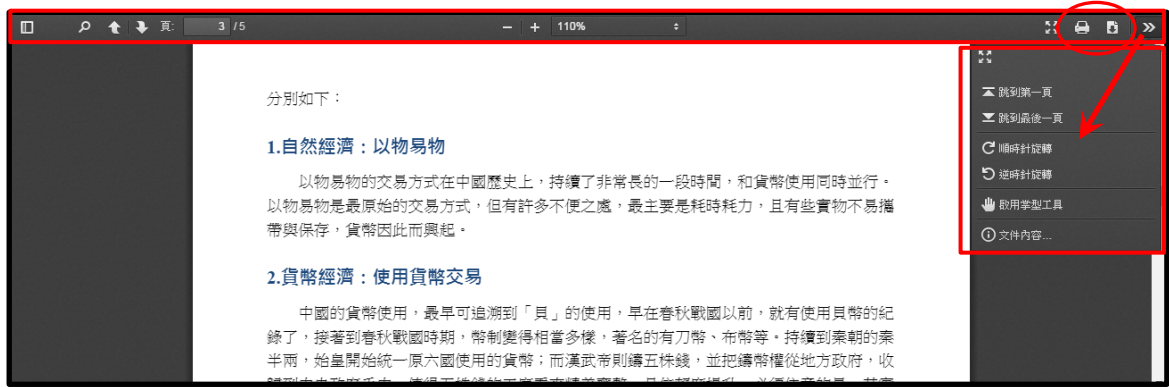 頁: 3 / 5 110%
分別如下：
1.自然經濟：以物易物
以物易物的交易方式在中國歷史上，持續了非常長的一段時間，和貨幣使用同時並行。
以物易物是最原始的交易方式，但有許多不便之處，最主要是耗時耗力，且有些實物不易攜
帶與保存，貨幣因此而興起。
2.貨幣經濟：使用貨幣交易
中國的貨幣使用，最早可追溯到「貝」的使用，早在春秋戰國以前，就有使用貝幣的紀
錄了，接著到春秋戰國時期，幣制變得相當多樣，著名的有刀幣、布幣等。持續到秦朝的秦
半兩，始皇開始統一原六國使用的貨幣；而漢武帝則鑄五株錢，並把鑄幣權從地方政府，收
跳到第一頁
跳到最後一頁
順時針旋轉
逆時針旋轉
啟用掌型工具
文件內容...